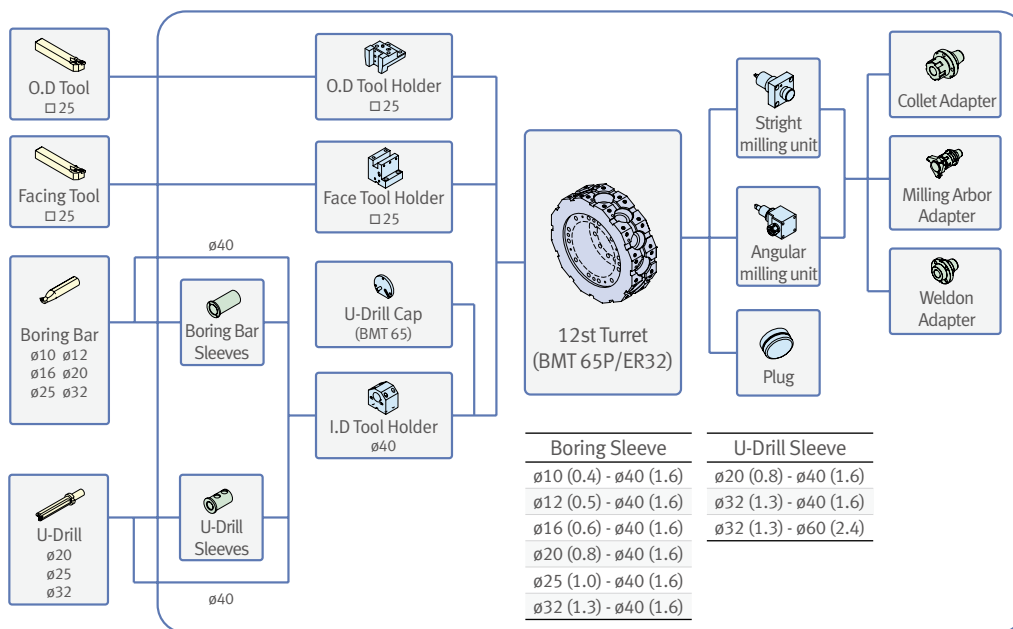 O.D Tool
□ 25
Facing Tool
□ 25
Boring Bar
ø10 ø12
ø16 ø20
ø25 ø32
U-Drill
ø20
ø25
ø32
ø40
Boring Bar
Sleeves
U-Drill
Sleeves
ø40
O.D Tool Holder
□ 25
Face Tool Holder
□ 25
U-Drill Cap
(BMT 65)
I.D Tool Holder
ø40
12st Turret
(BMT 65P/ER32)
Stright
milling unit
Angular
milling unit
Plug
Collet Adapter
Milling Arbor
Adapter
Weldon
Adapter
Boring Sleeve
ø10 (0.4) - ø40 (1.6)
ø12 (0.5) - ø40 (1.6)
ø16 (0.6) - ø40 (1.6)
ø20 (0.8) - ø40 (1.6)
ø25 (1.0) - ø40 (1.6)
ø32 (1.3) - ø40 (1.6)
U-Drill Sleeve
ø20 (0.8) - ø40 (1.6)
ø32 (1.3) - ø40 (1.6)
ø32 (1.3) - ø60 (2.4)